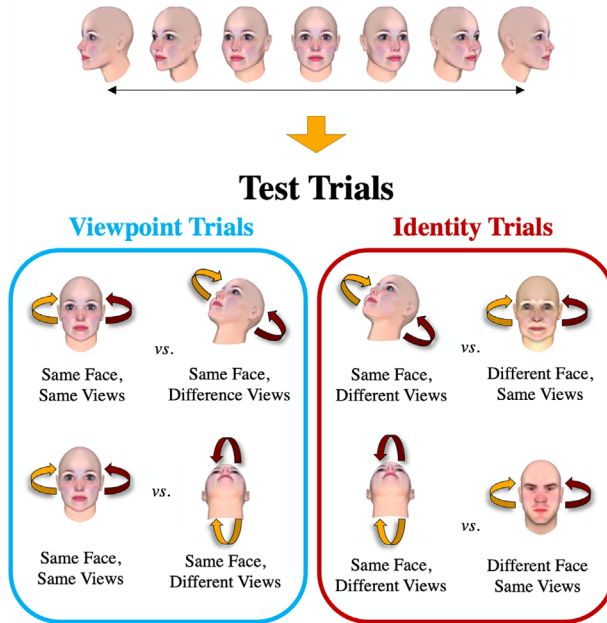 Test Trials
Viewpoint Trials
Identity Trials
vs.
Same Face,
Same Views
Same Face,
Difference Views
vs.
Same Face,
Different Views
Different Face,
Same Views
vs.
Same Face,
Same Views
Same Face,
Different Views
vs.
Same Face,
Different Views
Different Face
Same Views